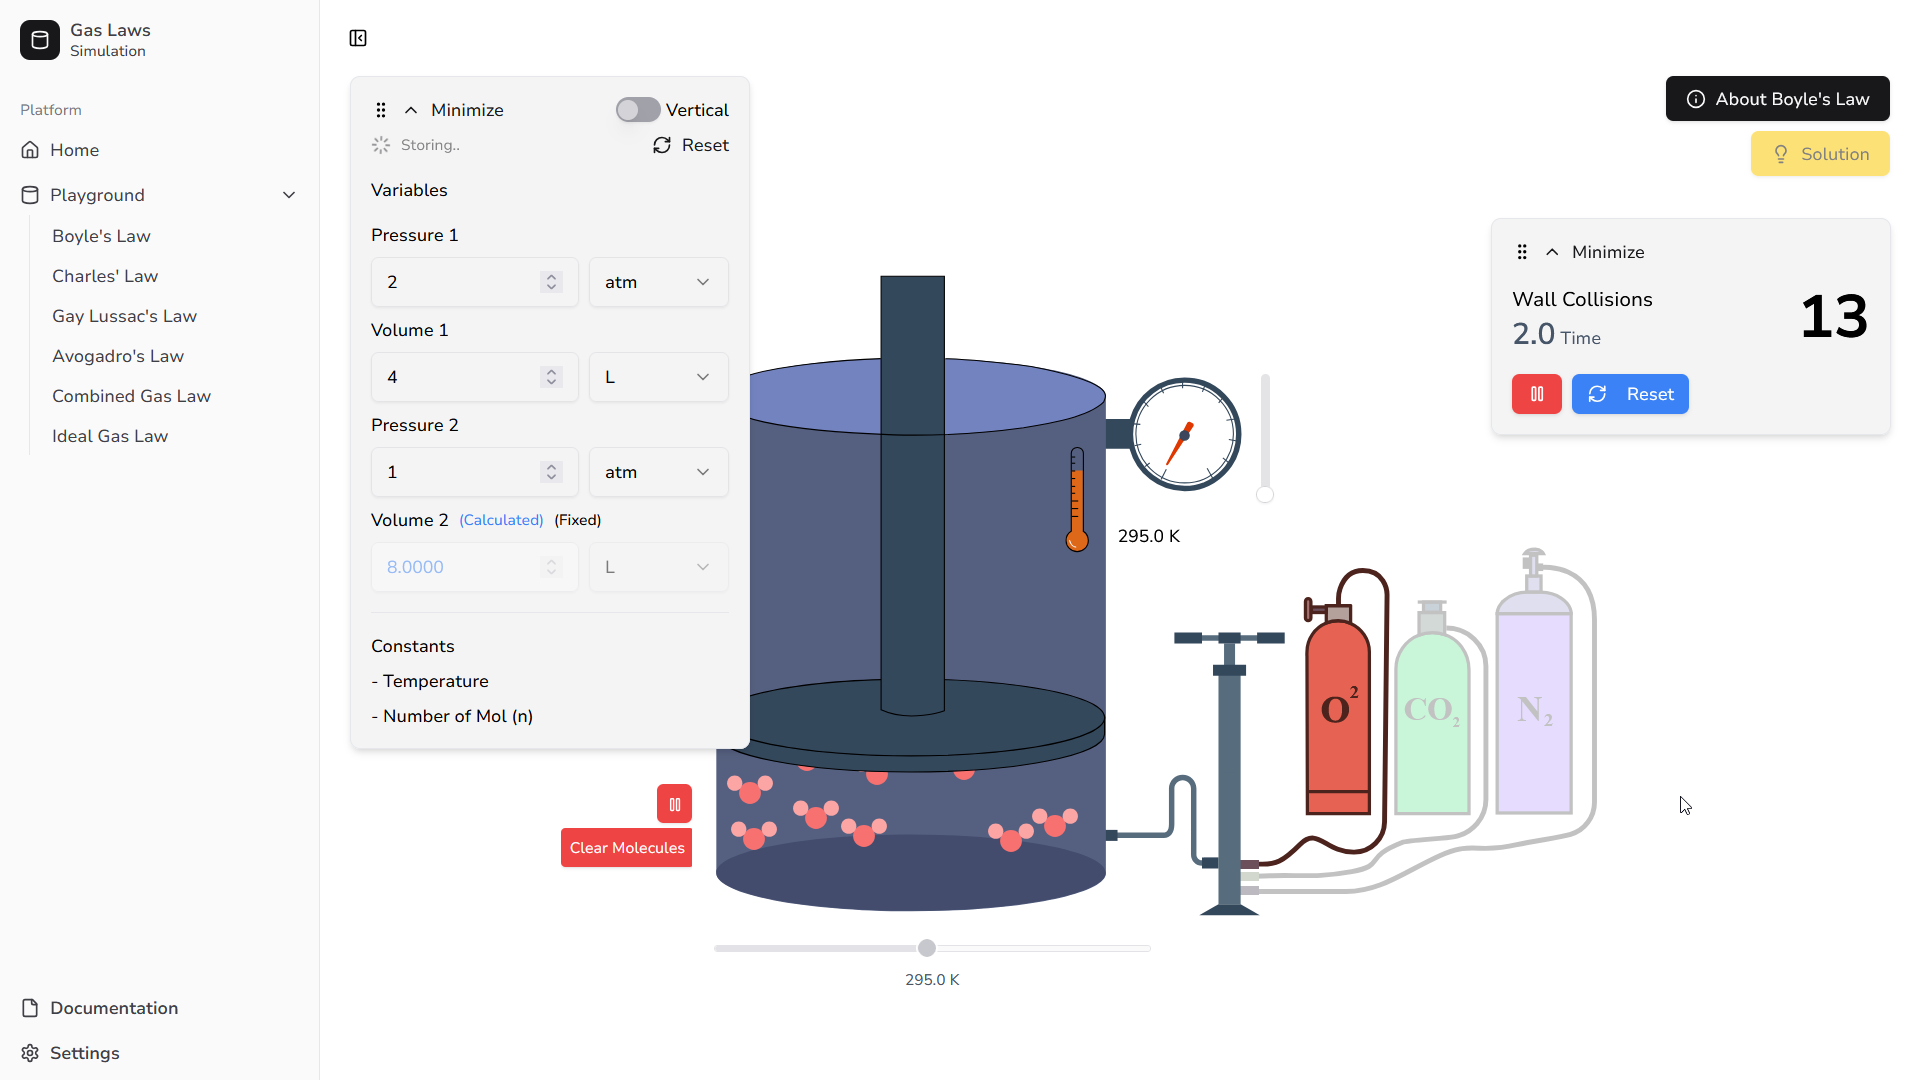 Gas Laws
Simulation
Platform
Home
Playground
Boyle's Law
Charles' Law
Gay Lussac's Law
Avogadro's Law
Combined Gas Law
Ideal Gas Law
Documentation
Settings
Minimize
Vertical
Storing..
Reset
Variables
Pressure 1
2
atm
Volume 1
4
L
Pressure 2
1
atm
Volume 2 (Calculated) (Fixed)
8.0000
L
Constants
- Temperature
- Number of Mol (n)
Clear Molecules
295.0 K
295.0 K
O2
CO2
N2
About Boyle's Law
Solution
Minimize
Wall Collisions
2.0 Time
13
Reset